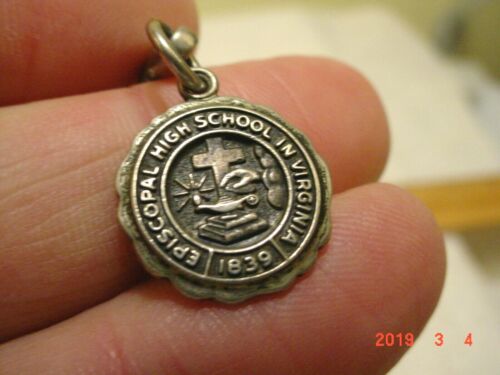 EPISCOPAL HIGH SCHOOL IN VIRGINIA
1839
2019 3 4